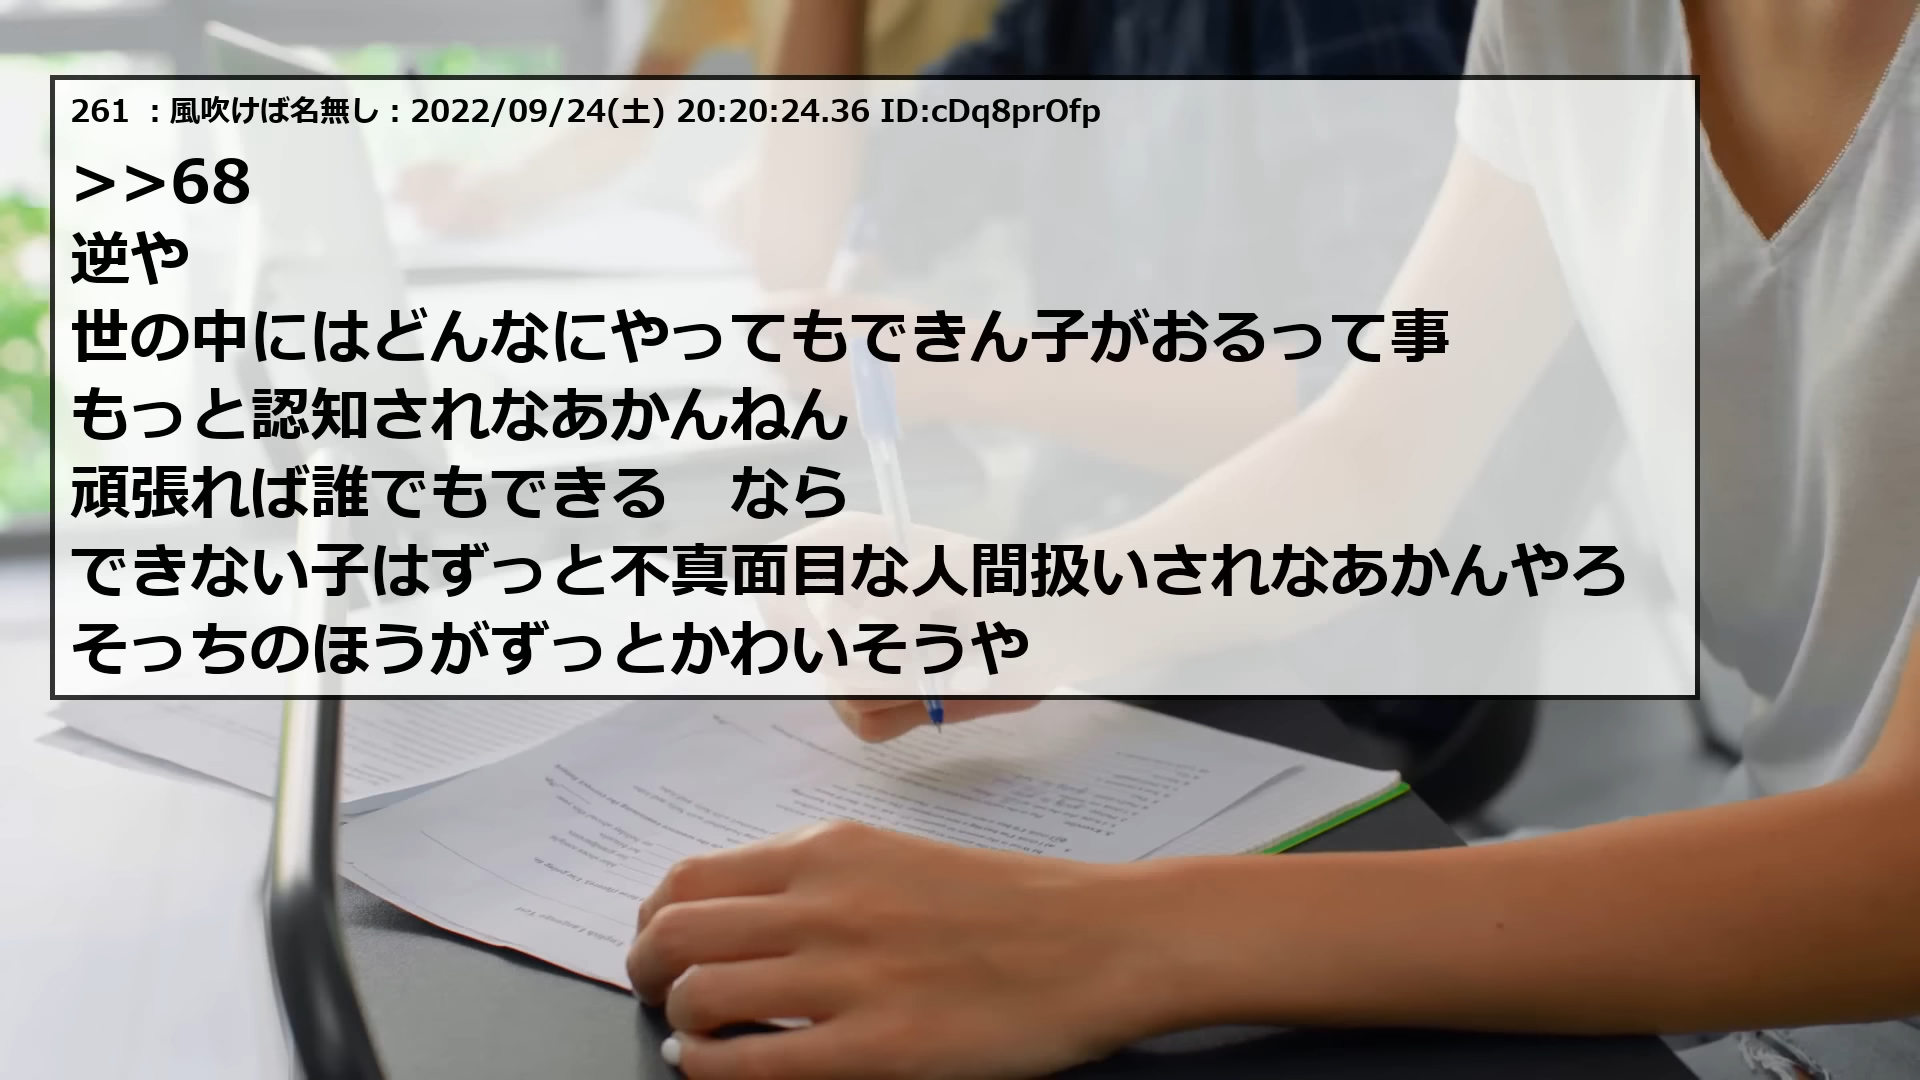 261 ：風吹けば名無し：2022/09/24(土) 20:20:24.36 ID:cDq8prOfp
>>68
逆や
世の中にはどんなにやってもできん子がおるって事
もっと認知されなあかんねん
頑張れば誰でもできる　なら
できない子はずっと不真面目な人間扱いされなあかんやろ
そっちのほうがずっとかわいそうや